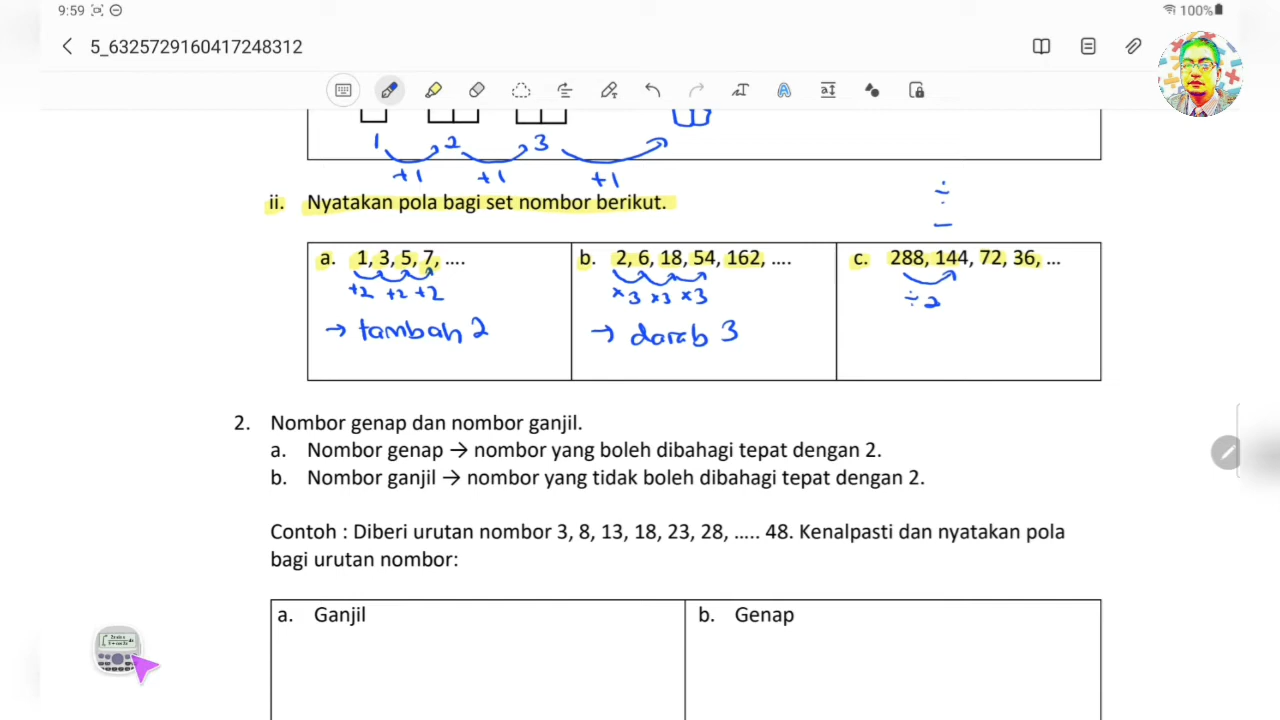 9:59 100%
5_6325729160417248312
1 2 3
+1 +1 +1
ii. Nyatakan pola bagi set nombor berikut.
÷
–
a. 1, 3, 5, 7, .... b. 2, 6, 18, 54, 162, .... c. 288, 144, 72, 36, ...
+2 +2 +2 ×3 ×3 ×3 ÷2
→ tambah 2 → darab 3
2. Nombor genap dan nombor ganjil.
a. Nombor genap → nombor yang boleh dibahagi tepat dengan 2.
b. Nombor ganjil → nombor yang tidak boleh dibahagi tepat dengan 2.
Contoh : Diberi urutan nombor 3, 8, 13, 18, 23, 28, ..... 48. Kenalpasti dan nyatakan pola
bagi urutan nombor:
a. Ganjil b. Genap